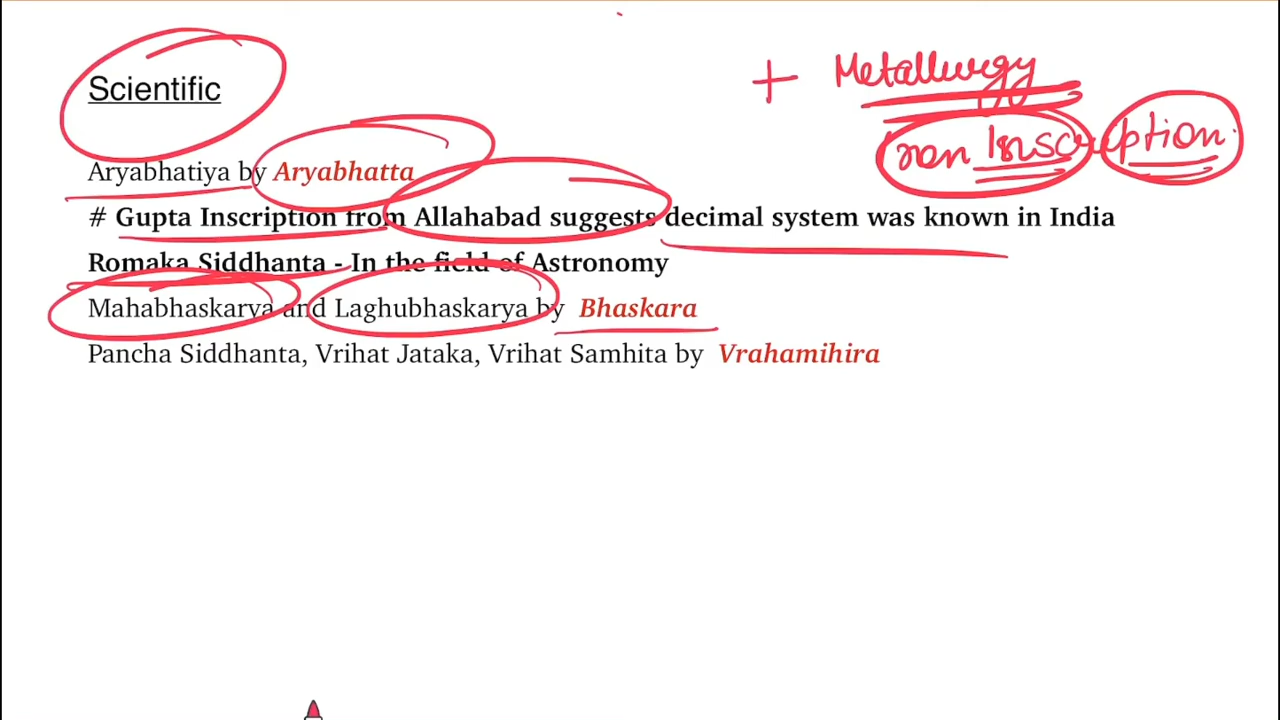 Scientific
+ Metallurgy
Iron Inscription.
Aryabhatiya by Aryabhatta
# Gupta Inscription from Allahabad suggests decimal system was known in India
Romaka Siddhanta - In the field of Astronomy
Mahabhaskarya and Laghubhaskarya by Bhaskara
Pancha Siddhanta, Vrihat Jataka, Vrihat Samhita by Vrahamihira